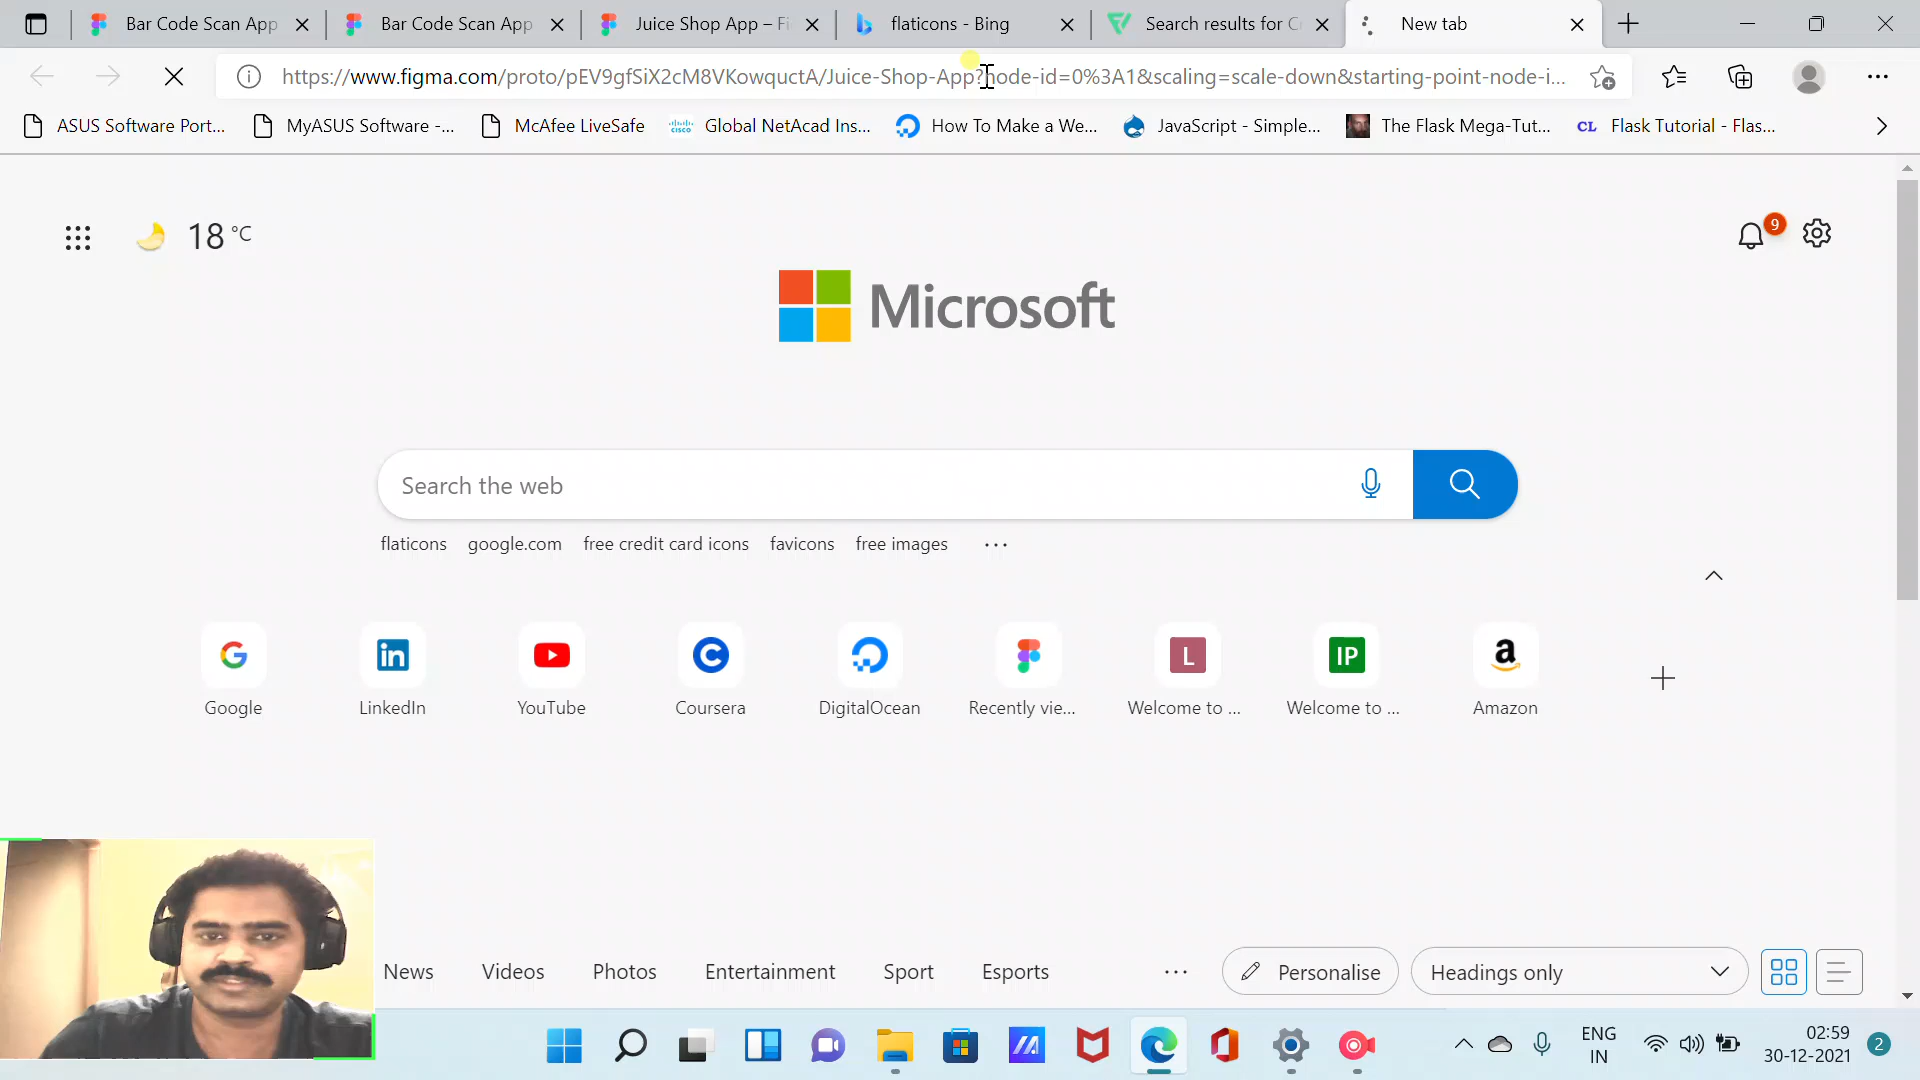 Bar Code Scan App
Bar Code Scan App
Juice Shop App – Fi
flaticons - Bing
Search results for C
New tab
https://www.figma.com/proto/pEV9gfSiX2cM8VKowquctA/Juice-Shop-App?node-id=0%3A1&scaling=scale-down&starting-point-node-i...
ASUS Software Port...
MyASUS Software -...
McAfee LiveSafe
Global NetAcad Ins...
How To Make a We...
JavaScript - Simple...
The Flask Mega-Tut...
CL
Flask Tutorial - Flas...
18 °C
9
Microsoft
Search the web
flaticons
google.com
free credit card icons
favicons
free images
Google
LinkedIn
YouTube
Coursera
DigitalOcean
Recently vie...
L
Welcome to ...
IP
Welcome to ...
Amazon
News
Videos
Photos
Entertainment
Sport
Esports
Personalise
Headings only
ENG
IN
02:59
30-12-2021
2